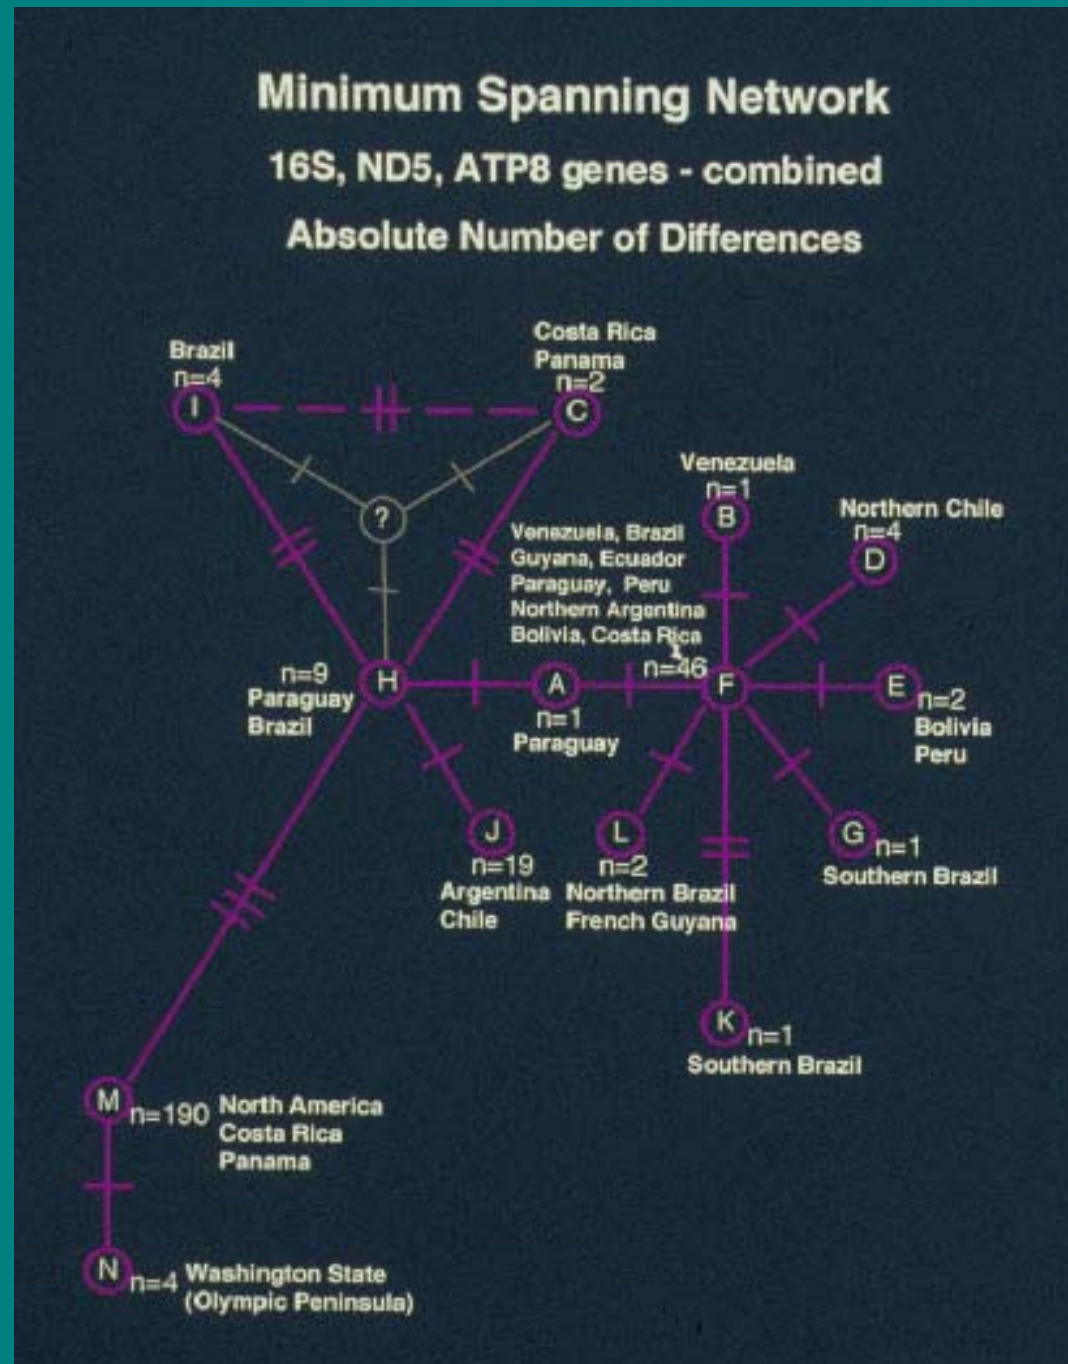 Minimum Spanning Network
16S, ND5, ATP8 genes - combined
Absolute Number of Differences
Brazil
n=4
I
Costa Rica
Panama
n=2
C
?
Venezuela
n=1
B
Northern Chile
n=4
D
Venezuela, Brazil
Guyana, Ecuador
Paraguay, Peru
Northern Argentina
Bolivia, Costa Rica
n=46
F
n=9
Paraguay
Brazil
H
A
n=1
Paraguay
E
n=2
Bolivia
Peru
J
n=19
Argentina
Chile
L
n=2
Northern Brazil
French Guyana
G
n=1
Southern Brazil
K
n=1
Southern Brazil
M
n=190
North America
Costa Rica
Panama
N
n=4
Washington State
(Olympic Peninsula)